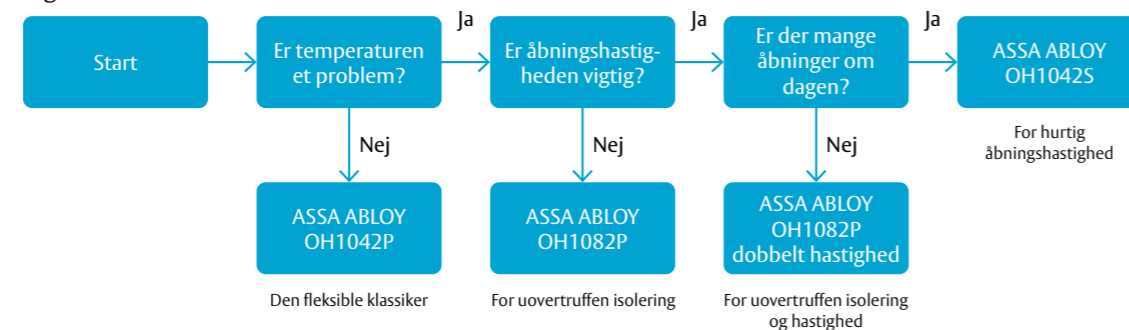 Ja
Ja
Ja
Start
Er temperaturen
et problem?
Er åbningshastig-
heden vigtig?
Er der mange
åbninger om
dagen?
ASSA ABLOY
OH1042S
For hurtig
åbningshastighed
Nej
Nej
Nej
ASSA ABLOY
OH1042P
ASSA ABLOY
OH1082P
ASSA ABLOY
OH1082P
dobbelt hastighed
Den fleksible klassiker
For uovertruffen isolering
For uovertruffen isolering
og hastighed